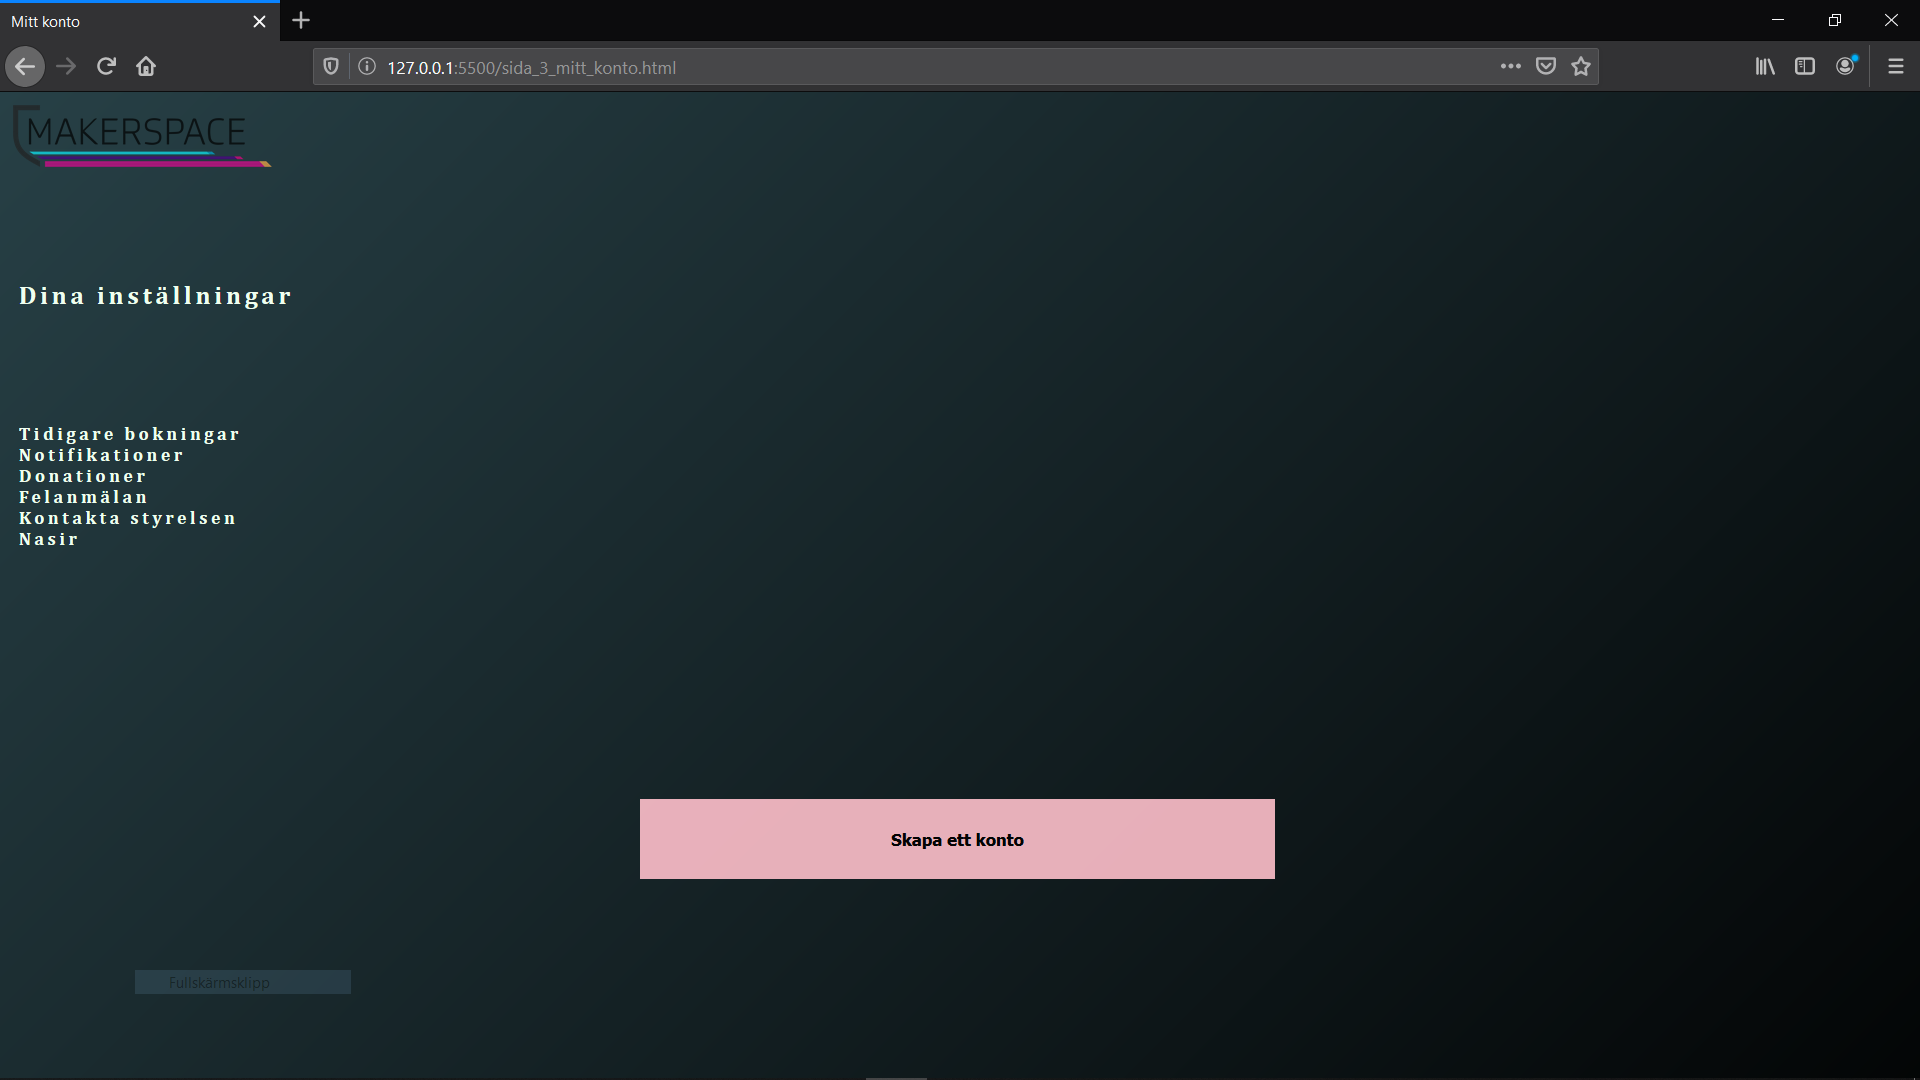 Mitt konto
127.0.0.1:5500/sida_3_mitt_konto.html
MAKERSPACE
Dina inställningar
Tidigare bokningar
Notifikationer
Donationer
Felanmälan
Kontakta styrelsen
Nasir
Skapa ett konto
Fullskärmsklipp